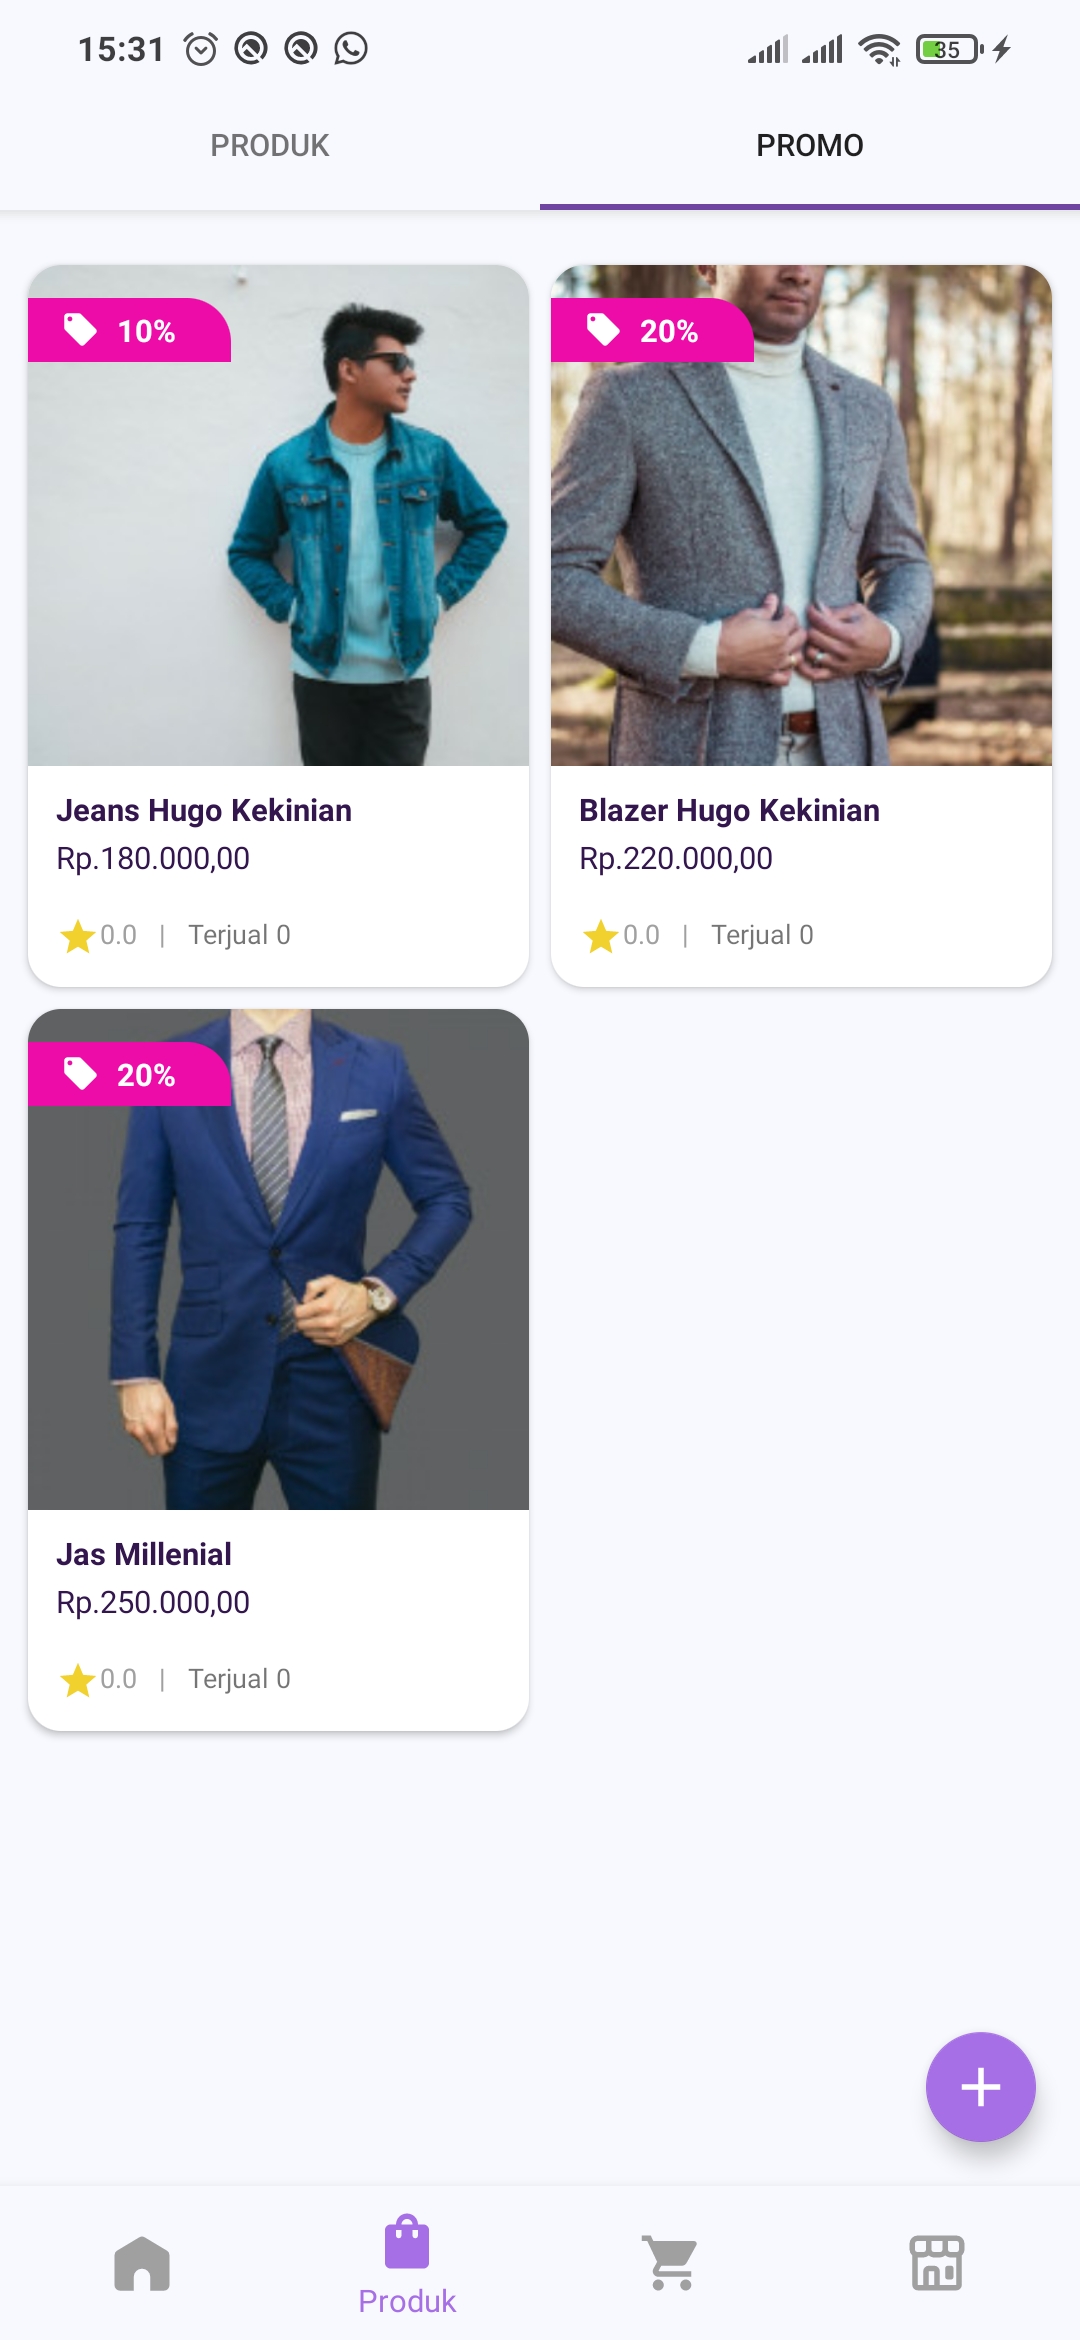 15:31
35
PRODUK
PROMO
10%
20%
Jeans Hugo Kekinian
Rp.180.000,00
0.0 | Terjual 0
Blazer Hugo Kekinian
Rp.220.000,00
0.0 | Terjual 0
20%
Jas Millenial
Rp.250.000,00
0.0 | Terjual 0
Produk